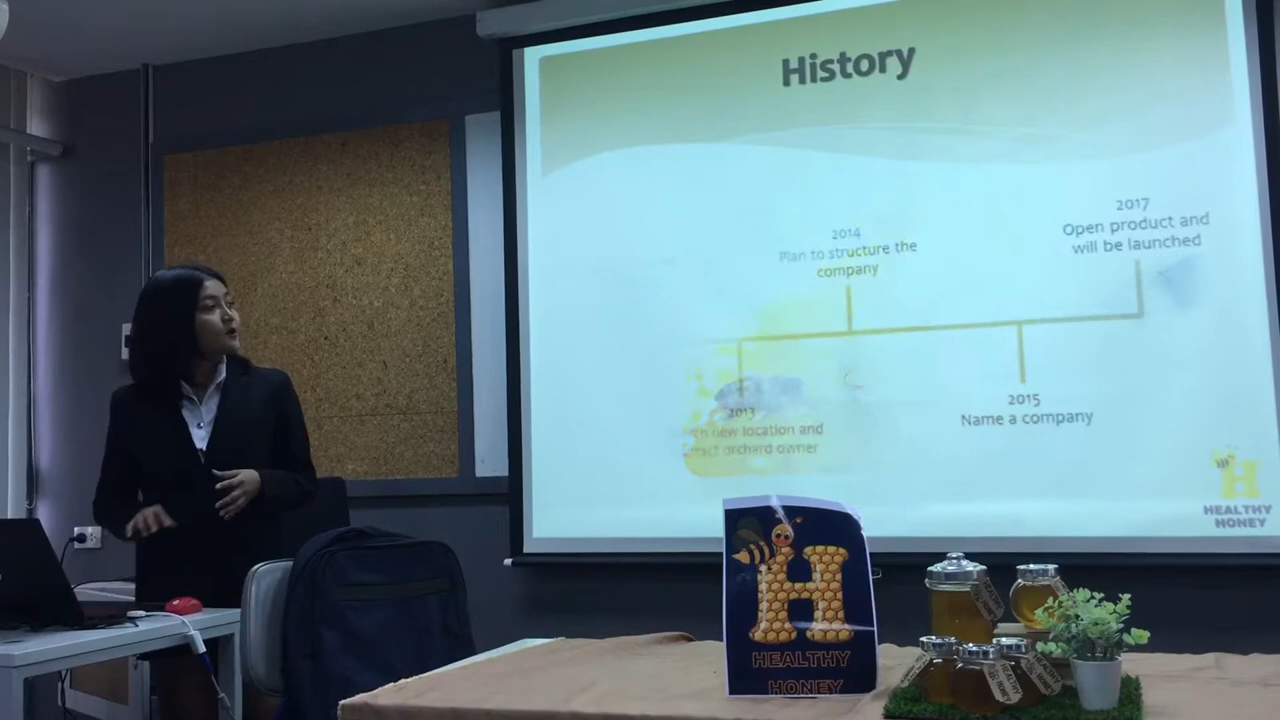 History
2017
Open product and
will be launched
2014
Plan to structure the
company
2013
new location and
orchard owner
2015
Name a company
HEALTHY
HONEY
H
HEALTHY
HONEY